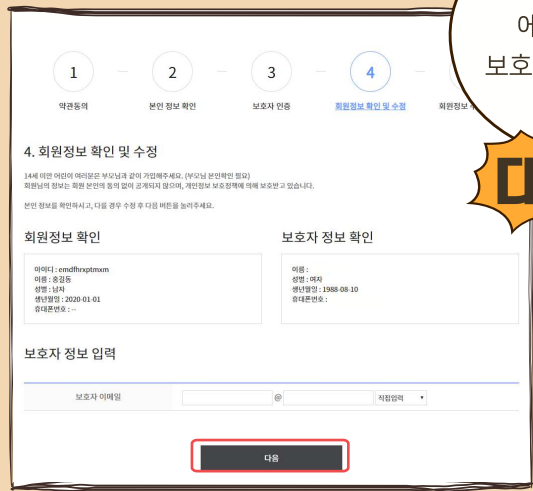 보호
1
2
3
4
약관동의
본인 정보 확인
보호자 인증
회원정보 확인 및 수정
회원정보
4. 회원정보 확인 및 수정
14세 미만 어린이 여러분은 부모님과 같이 가입해주세요. (부모님 본인확인 필요)
회원님의 정보는 회원 본인의 동의 없이 공개되지 않으며, 개인정보 보호정책에 의해 보호받고 있습니다.
본인 정보를 확인하시고, 다를 경우 수정 후 다음 버튼을 눌러주세요.
회원정보 확인
아이디 : emdfhrxptmxm
이름 : 홍길동
성별 : 남자
생년월일 : 2020-01-01
휴대폰번호 : --
보호자 정보 확인
이름 :
성별 : 여자
생년월일 : 1988-08-10
휴대폰번호 :
보호자 정보 입력
보호자 이메일
@
직접입력
다음